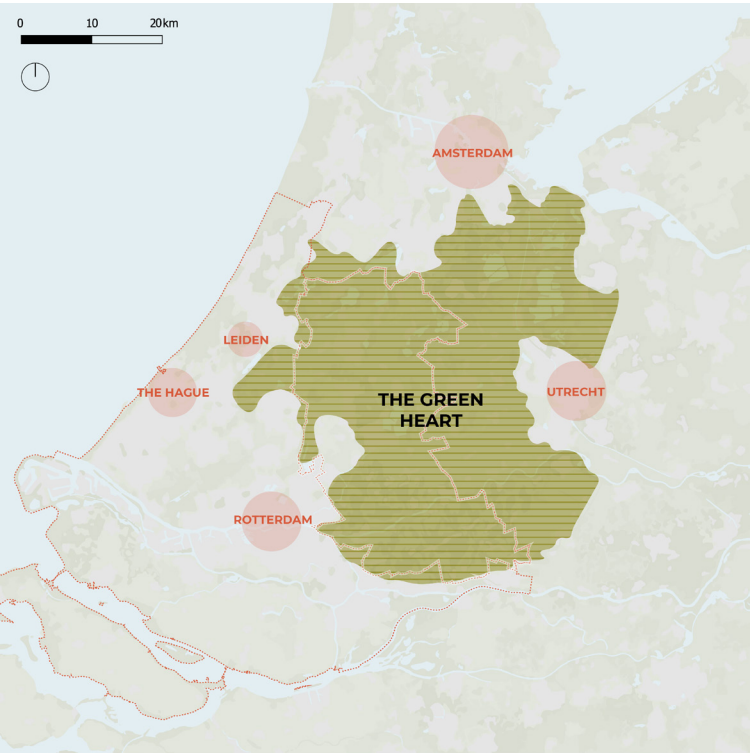 0 10 20km
AMSTERDAM
LEIDEN
THE HAGUE
UTRECHT
THE GREEN
HEART
ROTTERDAM